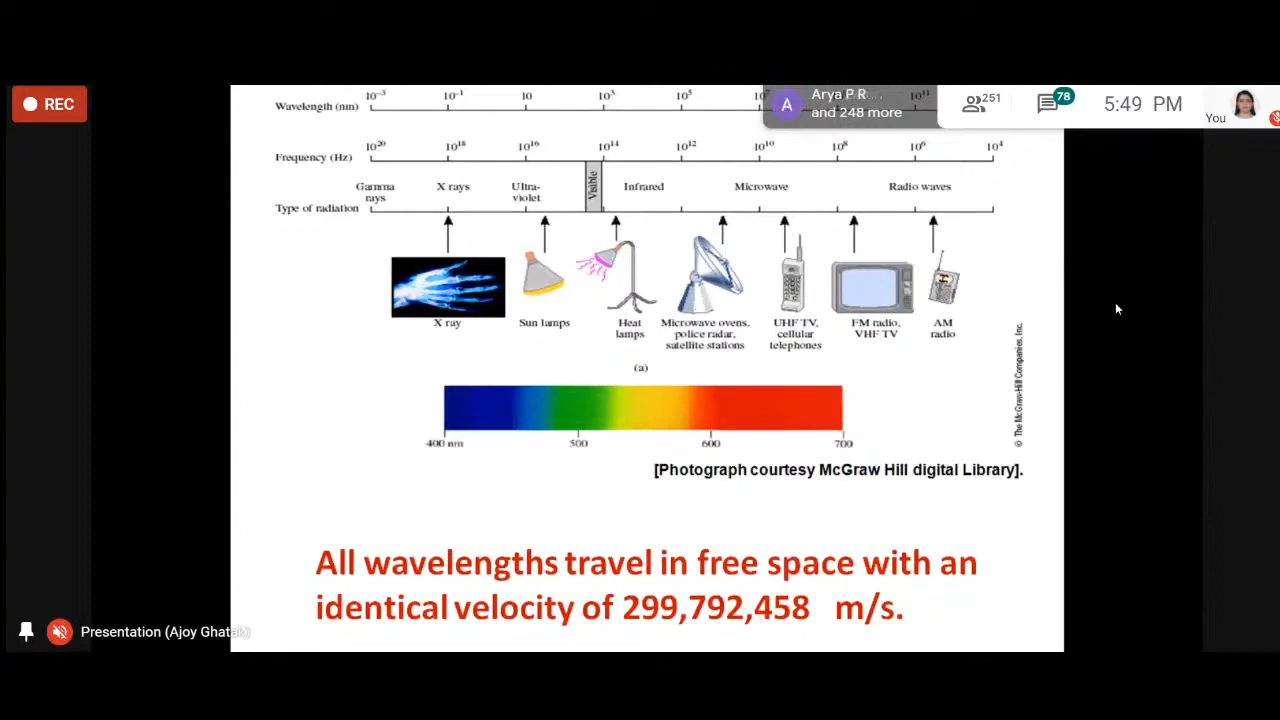 REC
Arya P R ...
and 248 more
A
251
78
5:49 PM
You
Wavelength (nm) 10⁻³ 10⁻¹ 10 10³ 10⁵ 10¹¹
Frequency (Hz) 10²⁰ 10¹⁸ 10¹⁶ 10¹⁴ 10¹² 10¹⁰ 10⁸ 10⁶ 10⁴
Type of radiation
Gamma
rays
X rays
Ultra-
violet
Visible
Infrared
Microwave
Radio waves
X ray
Sun lamps
Heat
lamps
Microwave ovens,
police radar,
satellite stations
UHF TV,
cellular
telephones
FM radio,
VHF TV
AM
radio
(a)
© The McGraw-Hill Companies, Inc.
400 nm 500 600 700
[Photograph courtesy McGraw Hill digital Library].
All wavelengths travel in free space with an
identical velocity of 299,792,458 m/s.
Presentation (Ajoy Ghatak)